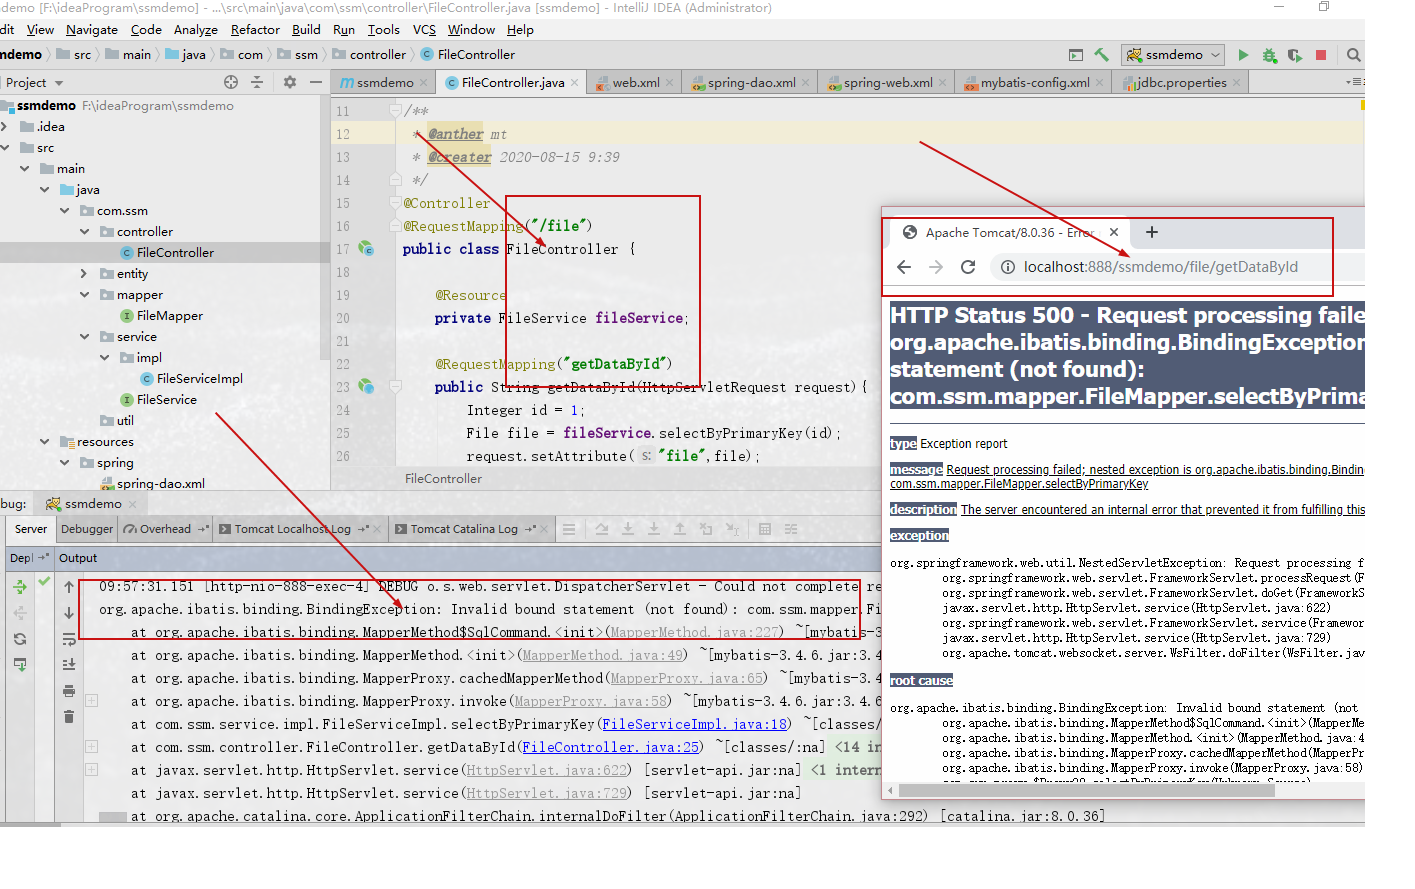 demo [F:\ideaProgram\ssmdemo] - ...\src\main\java\com\ssm\controller\FileController.java [ssmdemo] - IntelliJ IDEA (Administrator)
dit View Navigate Code Analyze Refactor Build Run Tools VCS Window Help
mdemo src main java com ssm controller FileController
ssmdemo
Project
ssmdemo FileController.java web.xml spring-dao.xml spring-web.xml mybatis-config.xml jdbc.properties
ssmdemo F:\ideaProgram\ssmdemo
.idea
src
main
java
com.ssm
controller
FileController
entity
mapper
FileMapper
service
impl
FileServiceImpl
FileService
util
resources
spring
spring-dao.xml
11 /**
12 * @anther mt
13 * @creater 2020-08-15 9:39
14 */
15 @Controller
16 @RequestMapping("/file")
17 public class FileController {
18
19 @Resource
20 private FileService fileService;
21
22 @RequestMapping("getDataById")
23 public String getDataById(HttpServletRequest request){
24 Integer id = 1;
25 File file = fileService.selectByPrimaryKey(id);
26 request.setAttribute( s: "file",file);
FileController
bug: ssmdemo
Server Debugger Overhead Tomcat Localhost Log Tomcat Catalina Log
Depl Output
09:57:31.151 [http-nio-888-exec-4] DEBUG o.s.web.servlet.DispatcherServlet - Could not complete re
org.apache.ibatis.binding.BindingException: Invalid bound statement (not found): com.ssm.mapper.Fi
at org.apache.ibatis.binding.MapperMethod$SqlCommand.<init>(MapperMethod.java:227) ~[mybatis-3
at org.apache.ibatis.binding.MapperMethod.<init>(MapperMethod.java:49) ~[mybatis-3.4.6.jar:3.4
at org.apache.ibatis.binding.MapperProxy.cachedMapperMethod(MapperProxy.java:65) ~[mybatis-3.4
at org.apache.ibatis.binding.MapperProxy.invoke(MapperProxy.java:58) ~[mybatis-3.4.6.jar:3.4.6
at com.ssm.service.impl.FileServiceImpl.selectByPrimaryKey(FileServiceImpl.java:18) ~[classes/
at com.ssm.controller.FileController.getDataById(FileController.java:25) ~[classes/:na] <14 in
at javax.servlet.http.HttpServlet.service(HttpServlet.java:622) [servlet-api.jar:na] <1 intern
at javax.servlet.http.HttpServlet.service(HttpServlet.java:729) [servlet-api.jar:na]
at org.apache.catalina.core.ApplicationFilterChain.internalDoFilter(ApplicationFilterChain.java:292) [catalina.jar:8.0.36]
Apache Tomcat/8.0.36 - Error
localhost:888/ssmdemo/file/getDataById
HTTP Status 500 - Request processing faile
org.apache.ibatis.binding.BindingException
statement (not found):
com.ssm.mapper.FileMapper.selectByPrima
type Exception report
message Request processing failed; nested exception is org.apache.ibatis.binding.Bindin
com.ssm.mapper.FileMapper.selectByPrimaryKey
description The server encountered an internal error that prevented it from fulfilling this
exception
org.springframework.web.util.NestedServletException: Request processing f
org.springframework.web.servlet.FrameworkServlet.processRequest(F
org.springframework.web.servlet.FrameworkServlet.doGet(FrameworkS
javax.servlet.http.HttpServlet.service(HttpServlet.java:622)
org.springframework.web.servlet.FrameworkServlet.service(Framewor
javax.servlet.http.HttpServlet.service(HttpServlet.java:729)
org.apache.tomcat.websocket.server.WsFilter.doFilter(WsFilter.jav
root cause
org.apache.ibatis.binding.BindingException: Invalid bound statement (not
org.apache.ibatis.binding.MapperMethod$SqlCommand.<init>(MapperMe
org.apache.ibatis.binding.MapperMethod.<init>(MapperMethod.java:4
org.apache.ibatis.binding.MapperProxy.cachedMapperMethod(MapperPr
org.apache.ibatis.binding.MapperProxy.invoke(MapperProxy.java:58)